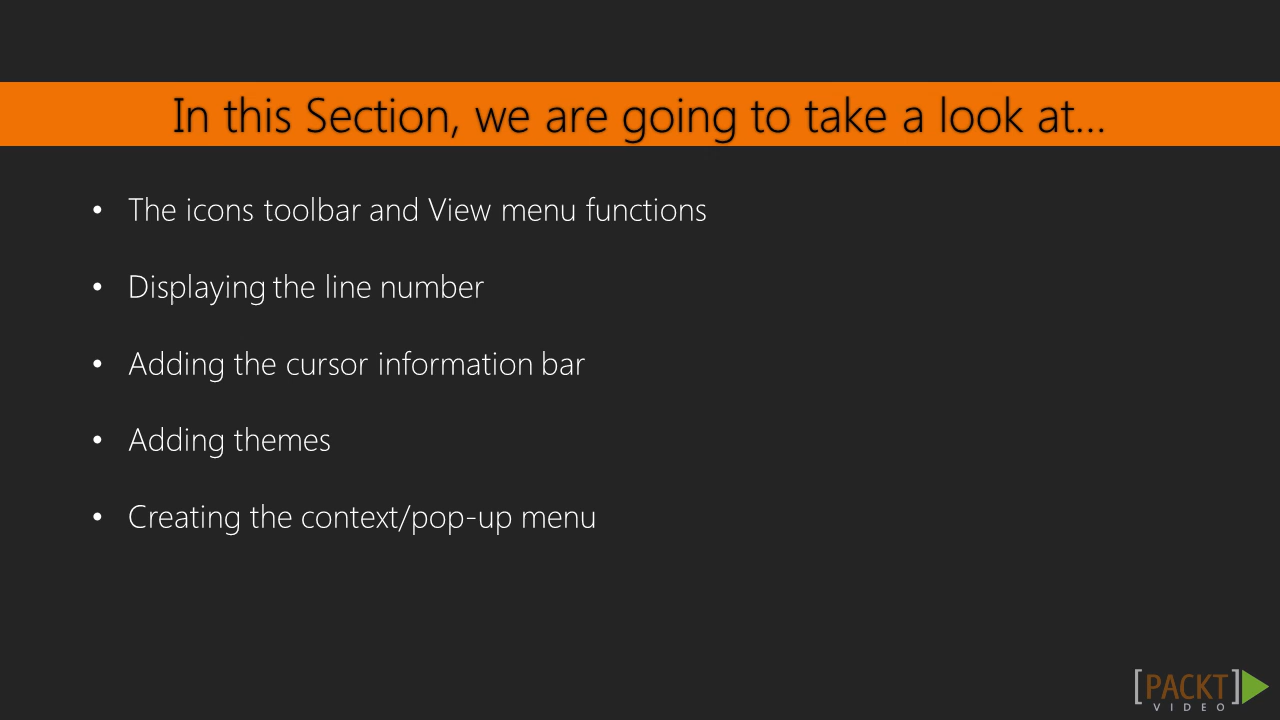 In this Section, we are going to take a look at...
• The icons toolbar and View menu functions
• Displaying the line number
• Adding the cursor information bar
• Adding themes
• Creating the context/pop-up menu
[PACKT]
VIDEO